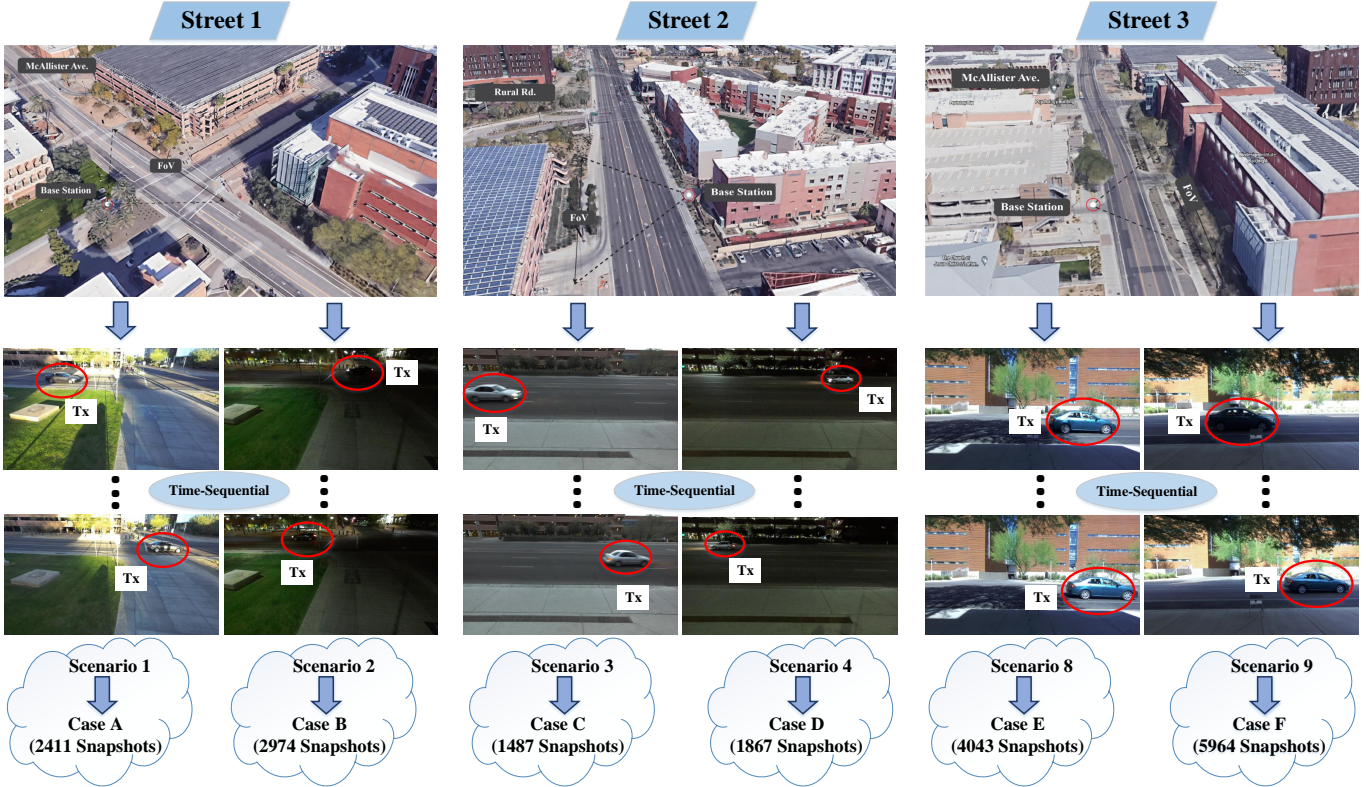 Street 1
Street 2
Street 3
McAllister Ave.
FoV
Base Station
Rural Rd.
Base Station
FoV
McAllister Ave.
Base Station
FoV
The Church of
Tx
Tx
Tx
Tx
Tx
Tx
Time-Sequential
Time-Sequential
Time-Sequential
Tx
Tx
Tx
Tx
Tx
Tx
Scenario 1
Case A
(2411 Snapshots)
Scenario 2
Case B
(2974 Snapshots)
Scenario 3
Case C
(1487 Snapshots)
Scenario 4
Case D
(1867 Snapshots)
Scenario 8
Case E
(4043 Snapshots)
Scenario 9
Case F
(5964 Snapshots)